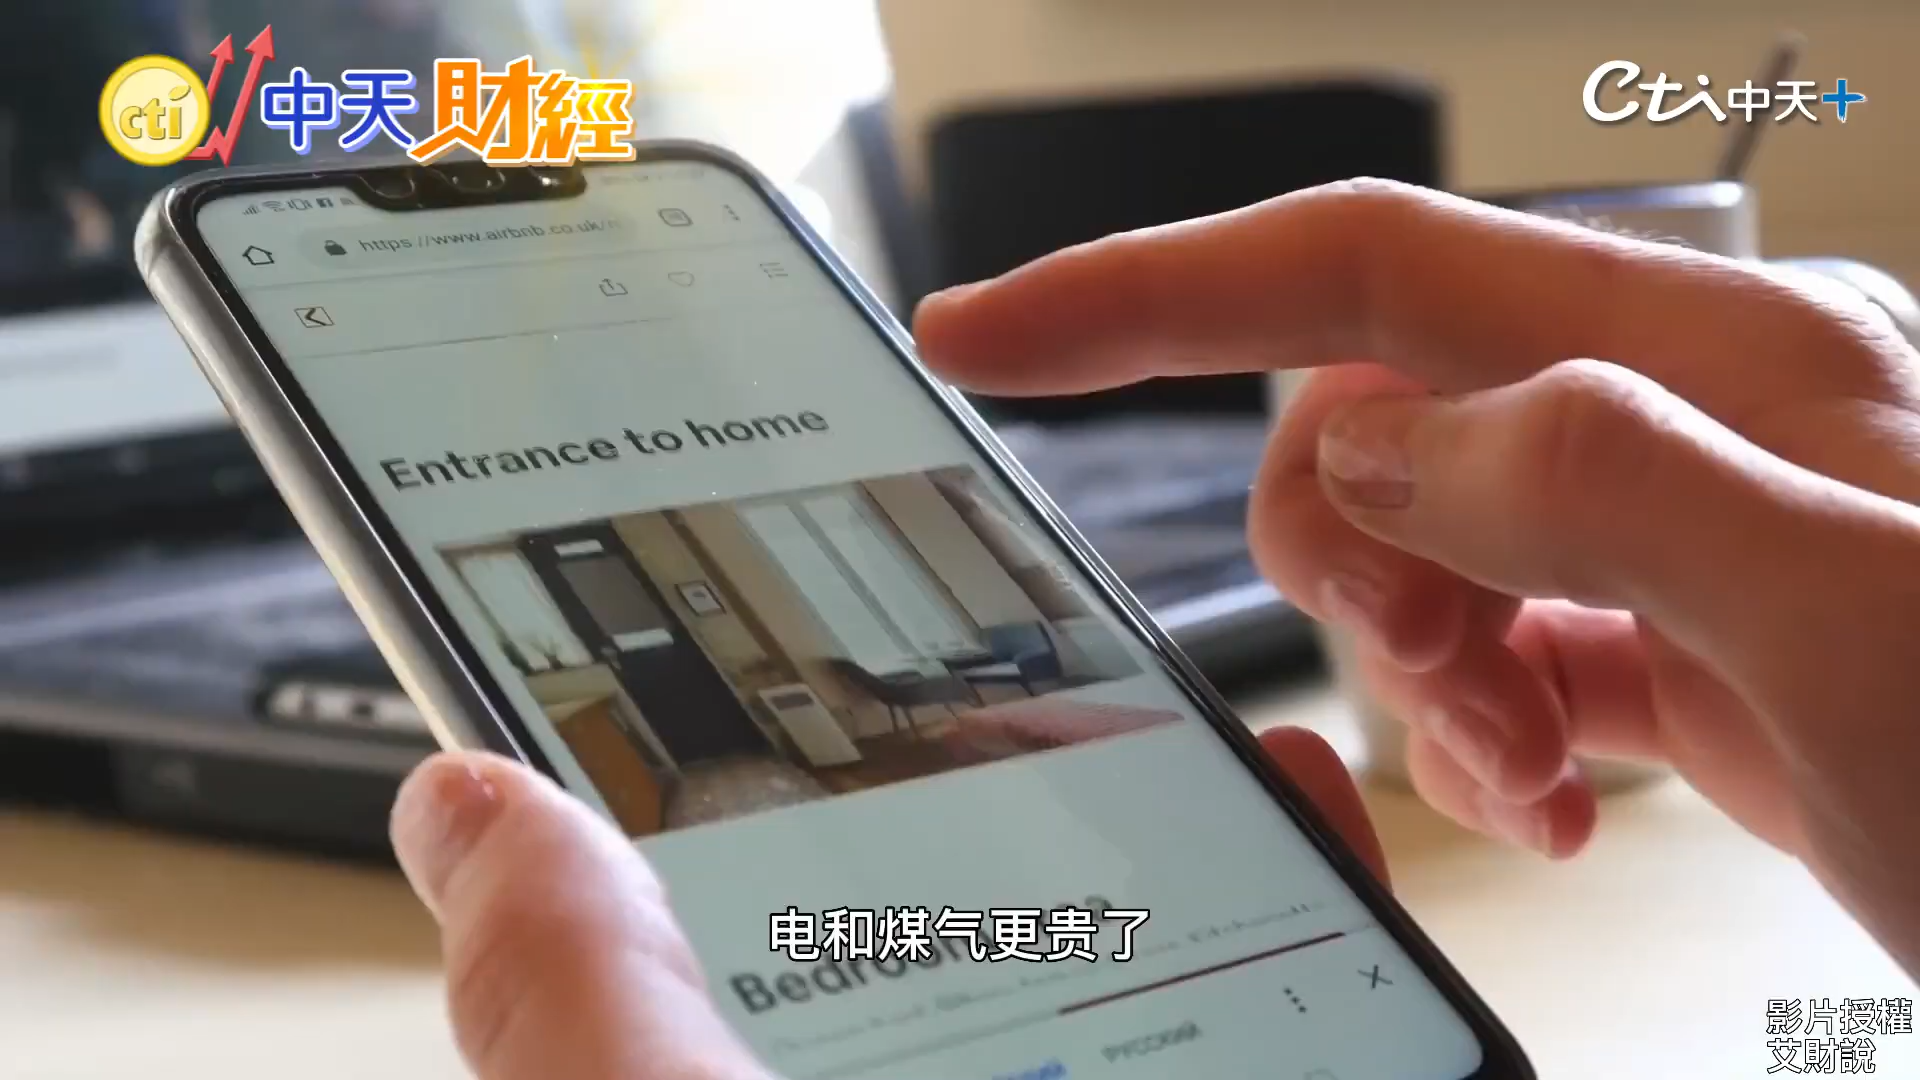 cti 中天財經
Cti中天+
https://www.airbnb.co.uk/r
Entrance to home
电和煤气更贵了
РУССКИЙ
影片授權
艾財說